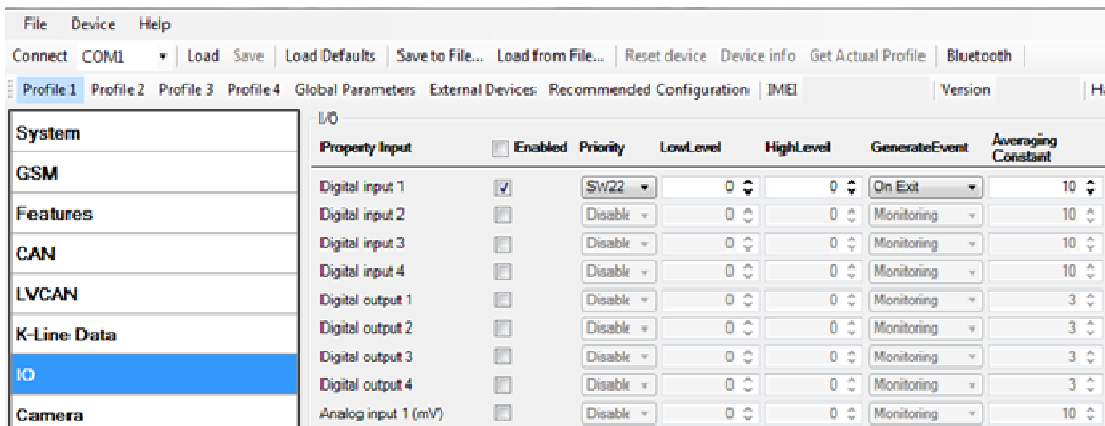 File Device Help
Connect COM1 Load Save Load Defaults Save to File... Load from File... Reset device Device info Get Actual Profile Bluetooth
Profile 1 Profile 2 Profile 3 Profile 4 Global Parameters External Devices Recommended Configuration IMEI Version Ha
System
GSM
Features
CAN
LVCAN
K-Line Data
IO
Camera
I/O
Property Input Enabled Priority LowLevel HighLevel GenerateEvent Averaging
Constant
Digital input 1 SW22 0 0 On Exit 10
Digital input 2 Disable 0 0 Monitoring 10
Digital input 3 Disable 0 0 Monitoring 10
Digital input 4 Disable 0 0 Monitoring 10
Digital output 1 Disable 0 0 Monitoring 3
Digital output 2 Disable 0 0 Monitoring 3
Digital output 3 Disable 0 0 Monitoring 3
Digital output 4 Disable 0 0 Monitoring 3
Analog input 1 (mV) Disable 0 0 Monitoring 10